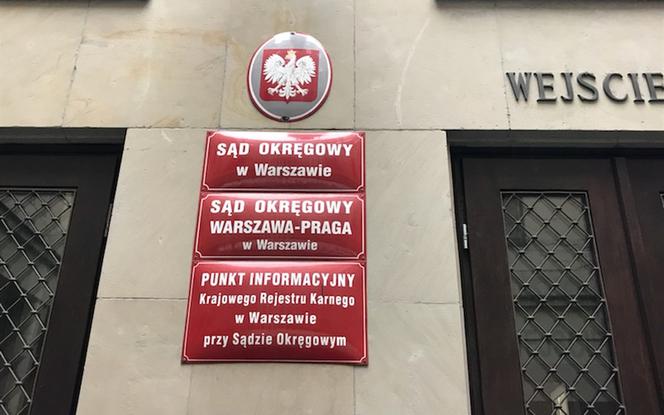 WEJSCIE
SĄD OKRĘGOWY
w Warszawie
SĄD OKRĘGOWY
WARSZAWA-PRAGA
w Warszawie
PUNKT INFORMACYJNY
Krajowego Rejestru Karnego
w Warszawie
przy Sądzie Okręgowym